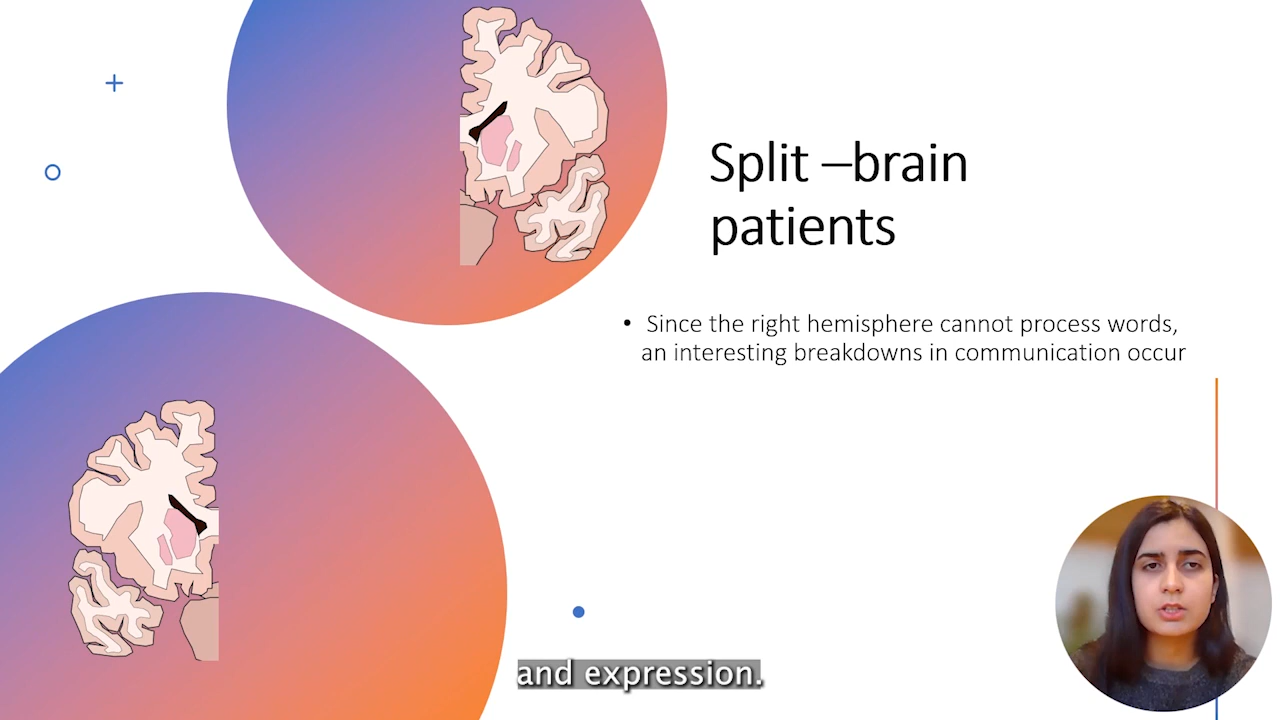 Split –brain
patients
• Since the right hemisphere cannot process words,
an interesting breakdowns in communication occur
and expression.